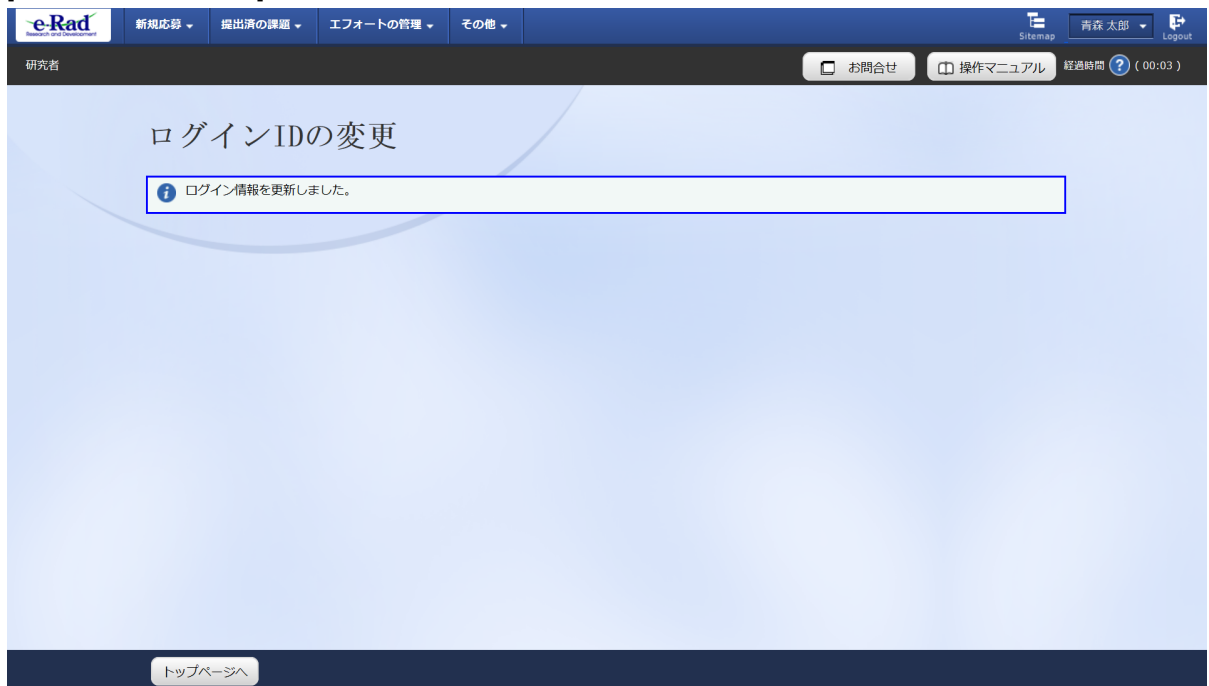 e-Rad
Research and Development
新規応募
提出済の課題
エフォートの管理
その他
Sitemap
青森 太郎
Logout
研究者
お問合せ
操作マニュアル
経過時間 ? ( 00:03 )
ログインIDの変更
ログイン情報を更新しました。
トップページへ